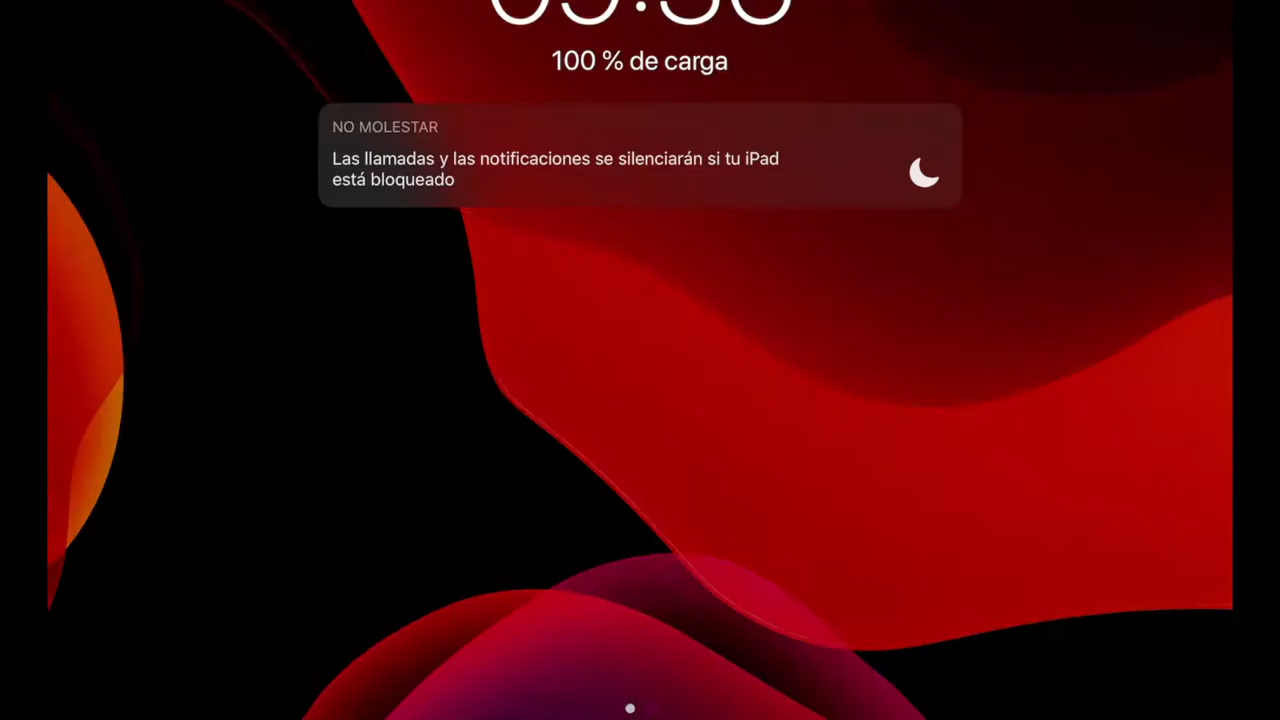 100 % de carga
NO MOLESTAR
Las llamadas y las notificaciones se silenciarán si tu iPad
está bloqueado